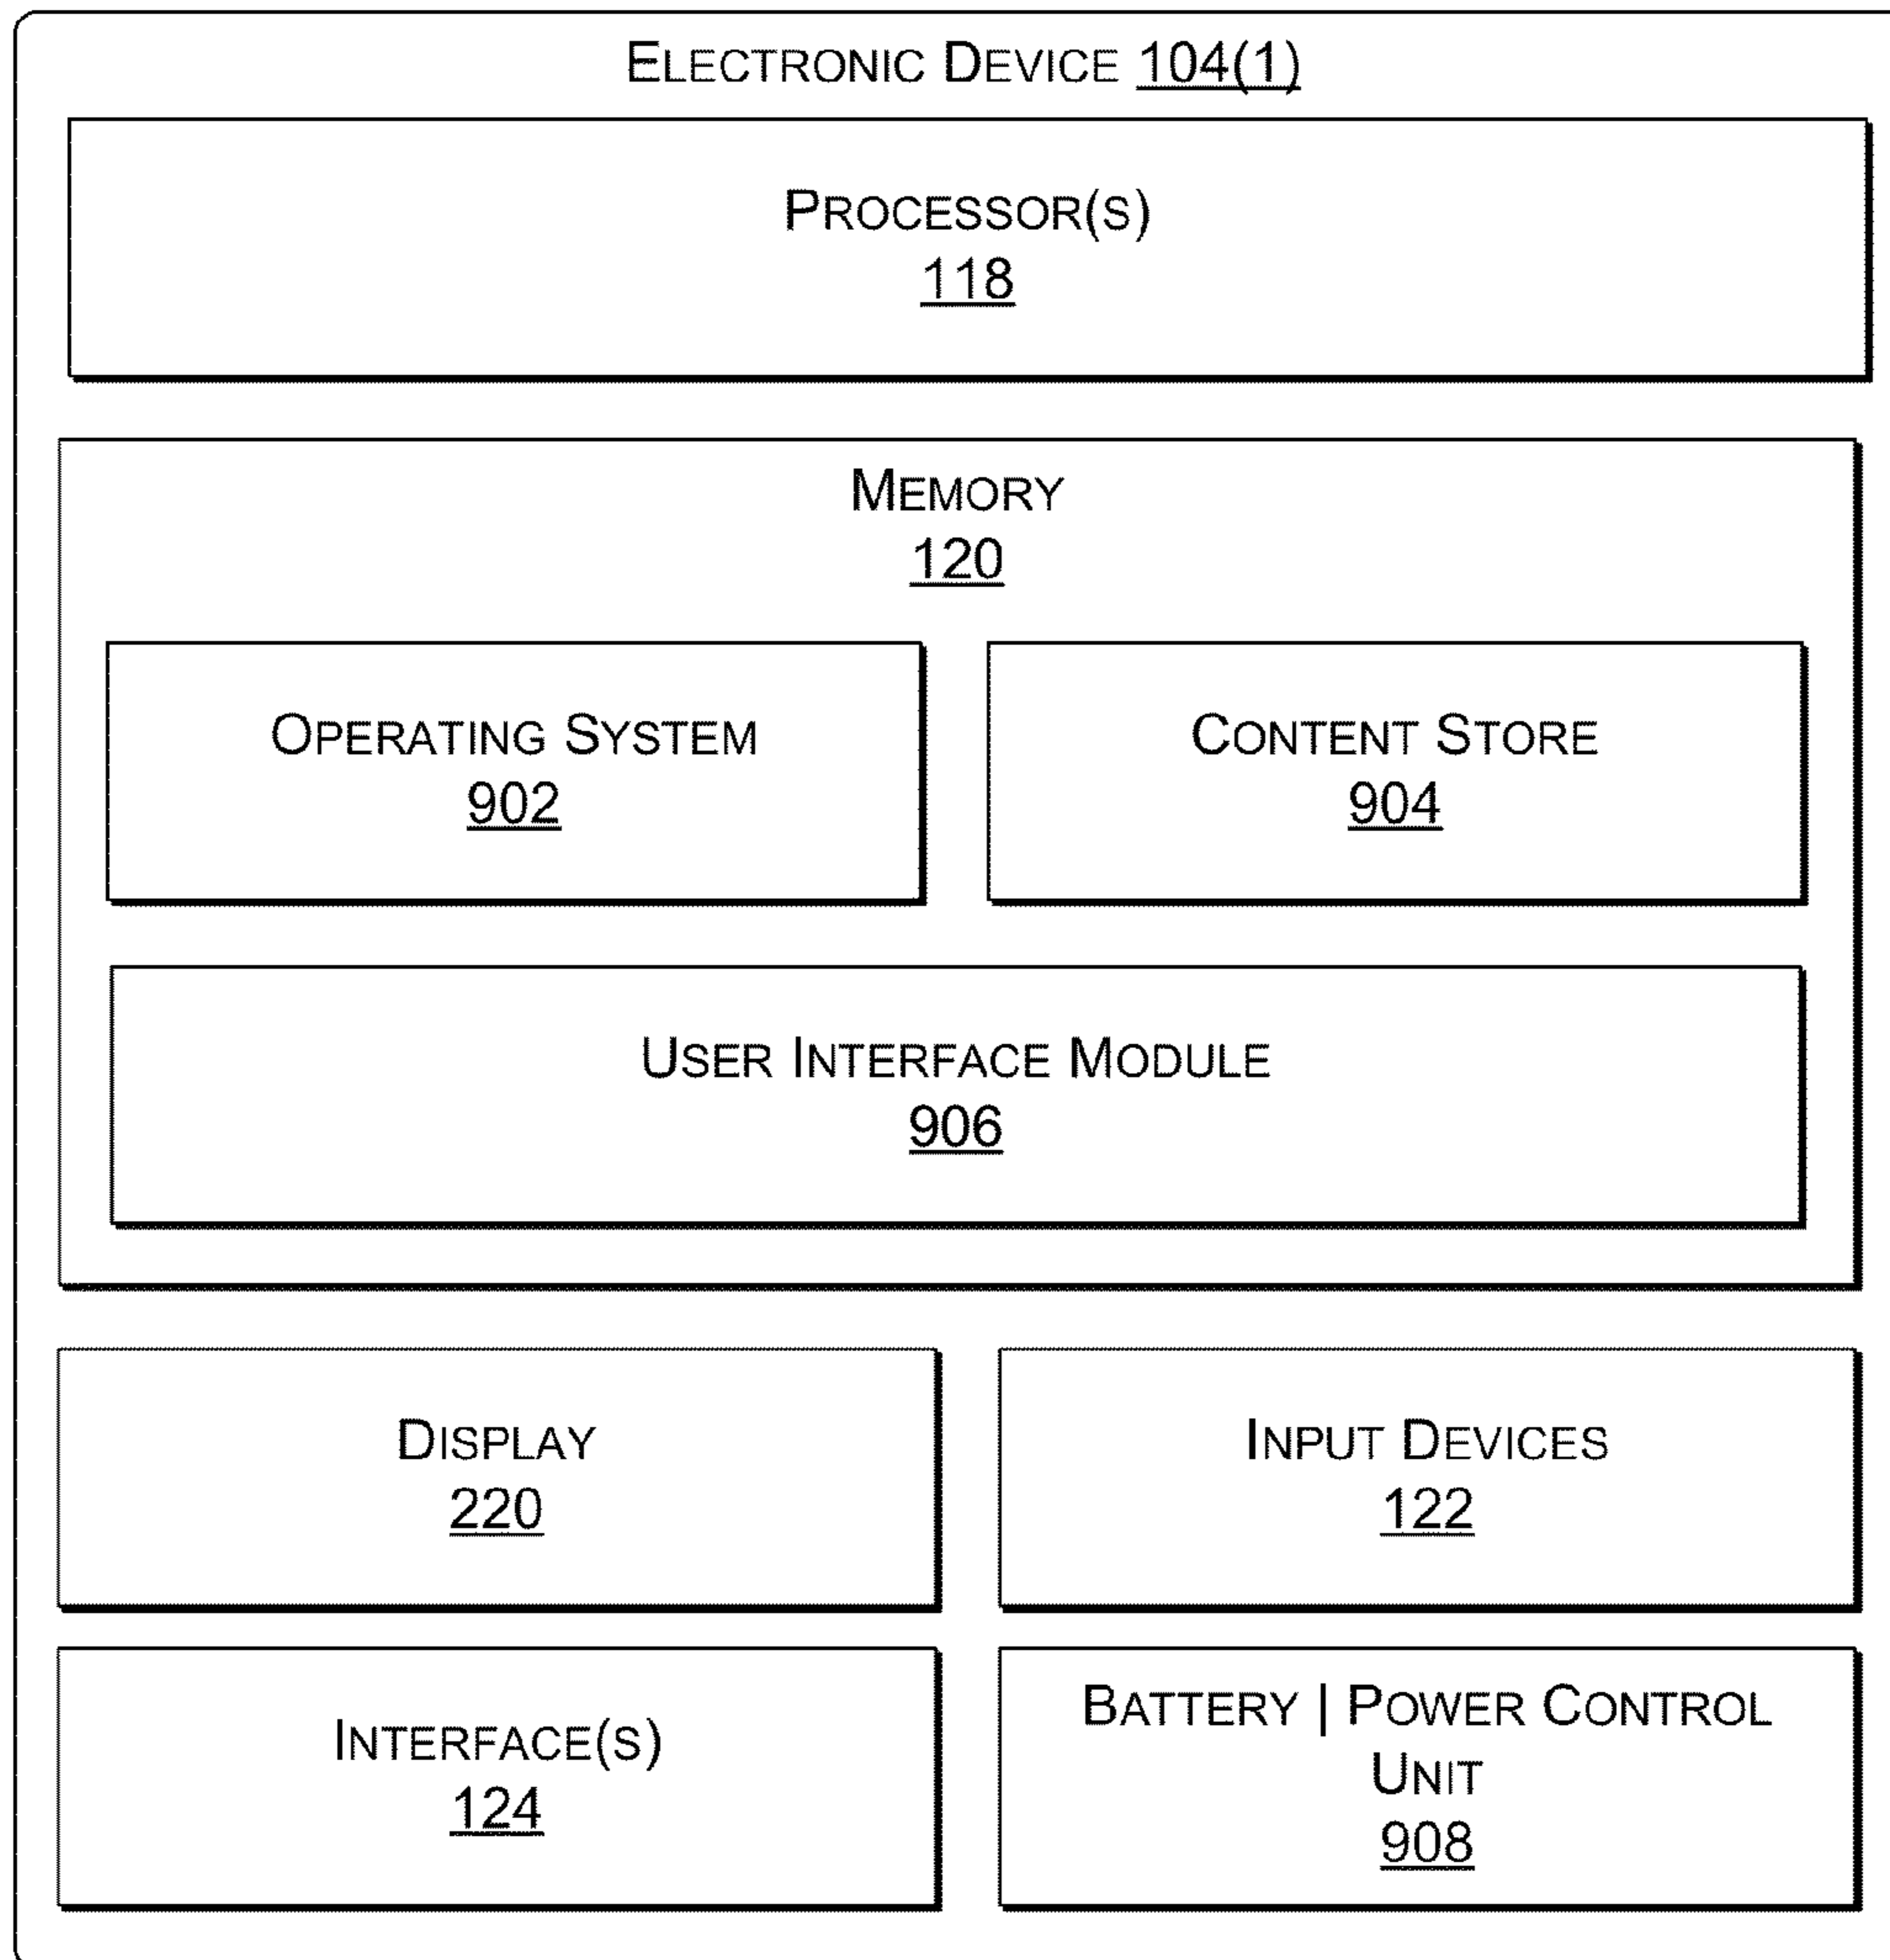 ELECTRONIC DEVICE 104(1)
PROCESSOR(S)
118
MEMORY
120
OPERATING SYSTEM
902
CONTENT STORE
904
USER INTERFACE MODULE
906
DISPLAY
220
INPUT DEVICES
122
INTERFACE(S)
124
BATTERY | POWER CONTROL
UNIT
908